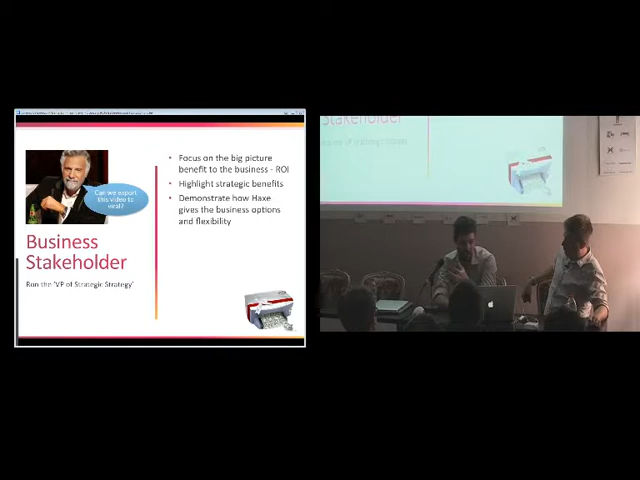 Can we export
this video to
viral?
Business
Stakeholder
Run the 'VP of Strategic Strategy'
• Focus on the big picture
benefit to the business - ROI
• Highlight strategic benefits
• Demonstrate how Haxe
gives the business options
and flexibility
Stakeholder